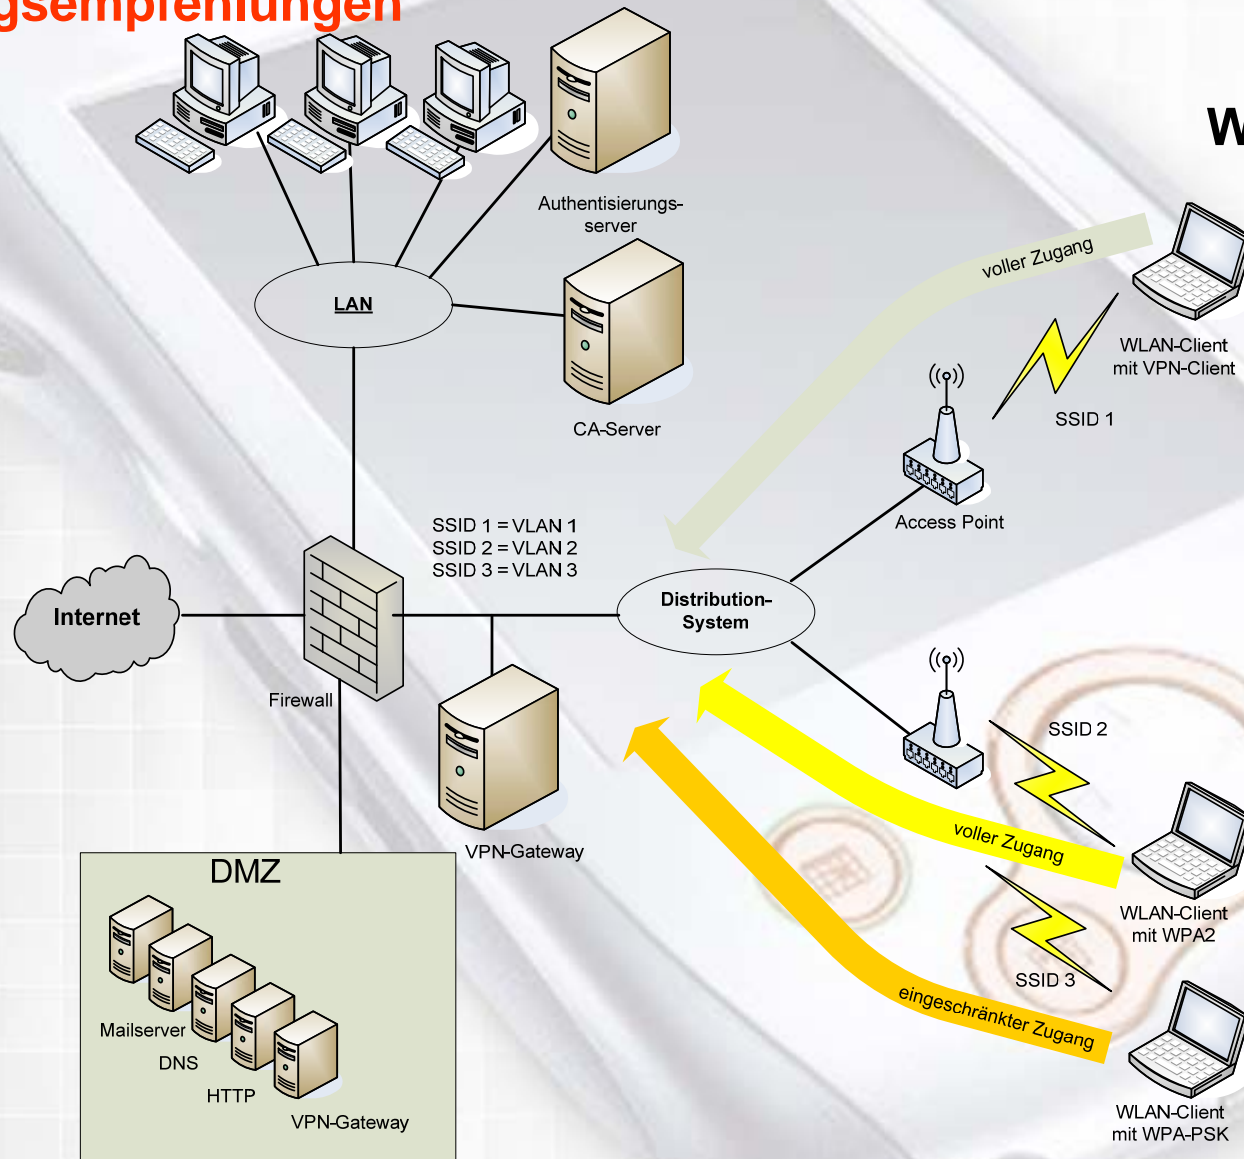 gsempfehlungen
W
Authentisierungs-
server
LAN
CA-Server
voller Zugang
WLAN-Client
mit VPN-Client
SSID 1
Access Point
SSID 1 = VLAN 1
SSID 2 = VLAN 2
SSID 3 = VLAN 3
Internet
Firewall
Distribution-
System
VPN-Gateway
SSID 2
voller Zugang
WLAN-Client
mit WPA2
SSID 3
eingeschränkter Zugang
WLAN-Client
mit WPA-PSK
DMZ
Mailserver
DNS
HTTP
VPN-Gateway